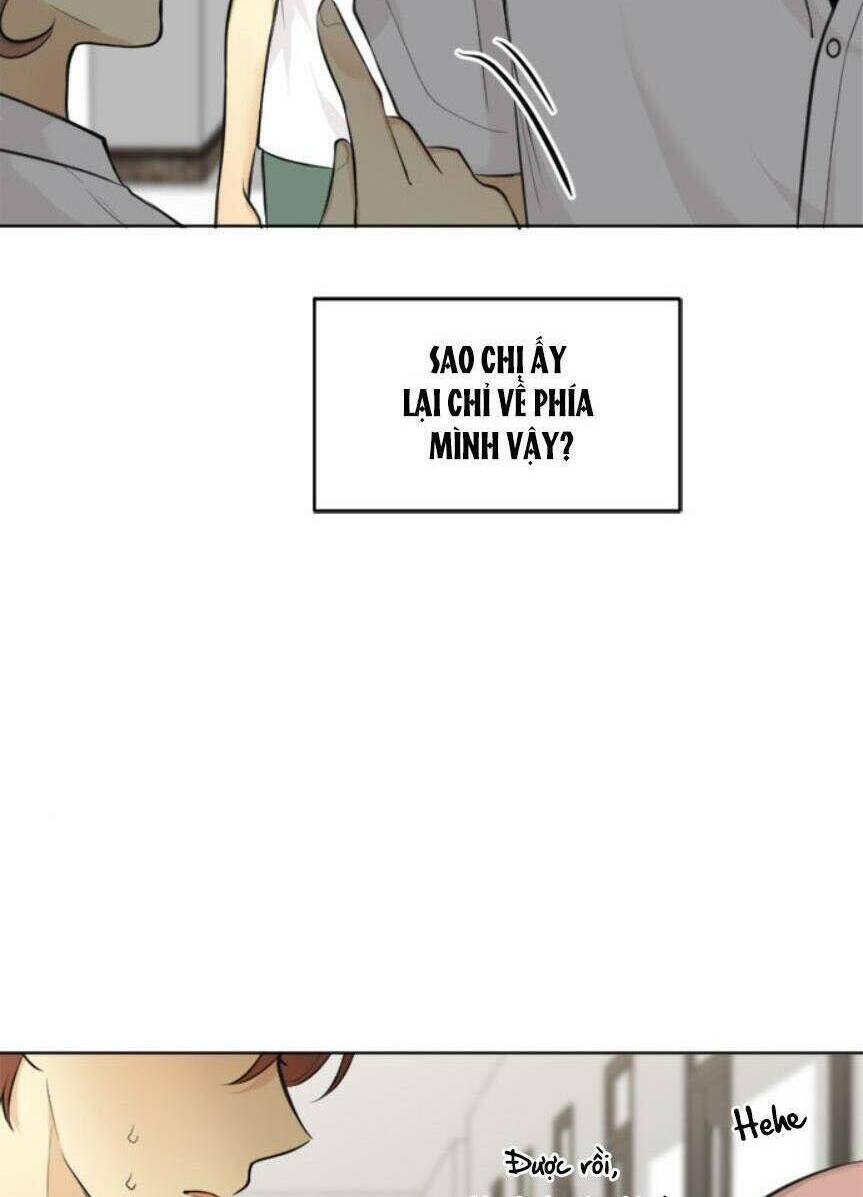 SAO CHỊ ẤY
LẠI CHỈ VỀ PHÍA
MÌNH VẬY?
Hehe
Được rồi,